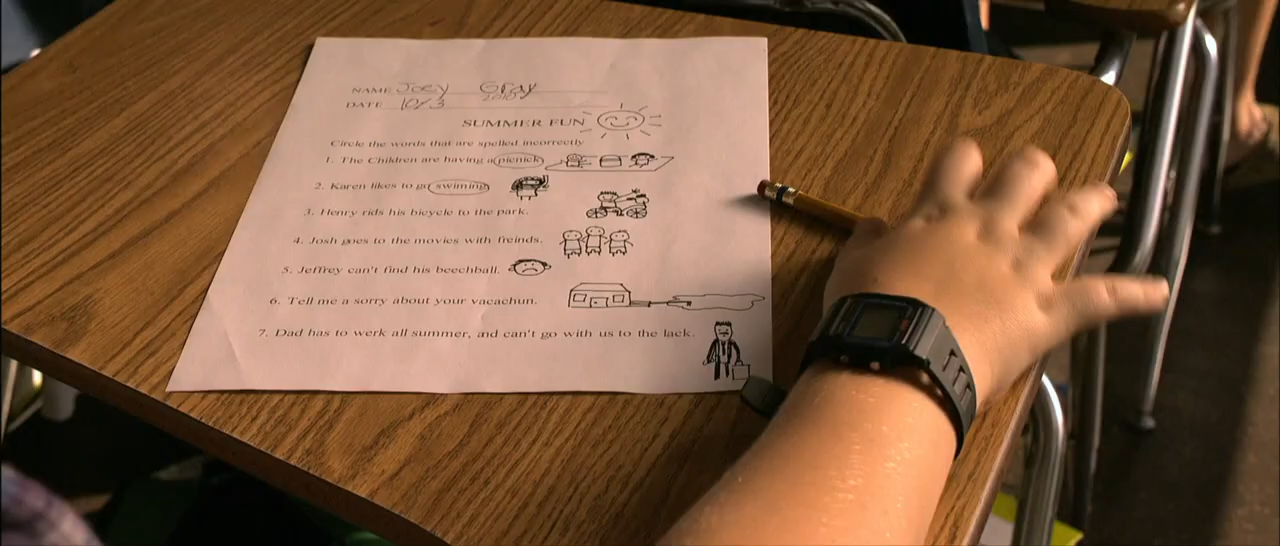 NAME Joey Gray
DATE 10/3 2010
SUMMER FUN
Circle the words that are spelled incorrectly
1. The Children are having a picnick
2. Karen likes to go swiming
3. Henry rids his bicycle to the park.
4. Josh goes to the movies with freinds.
5. Jeffrey can't find his beechball.
6. Tell me a sorry about your vacachun.
7. Dad has to werk all summer, and can't go with us to the lack.